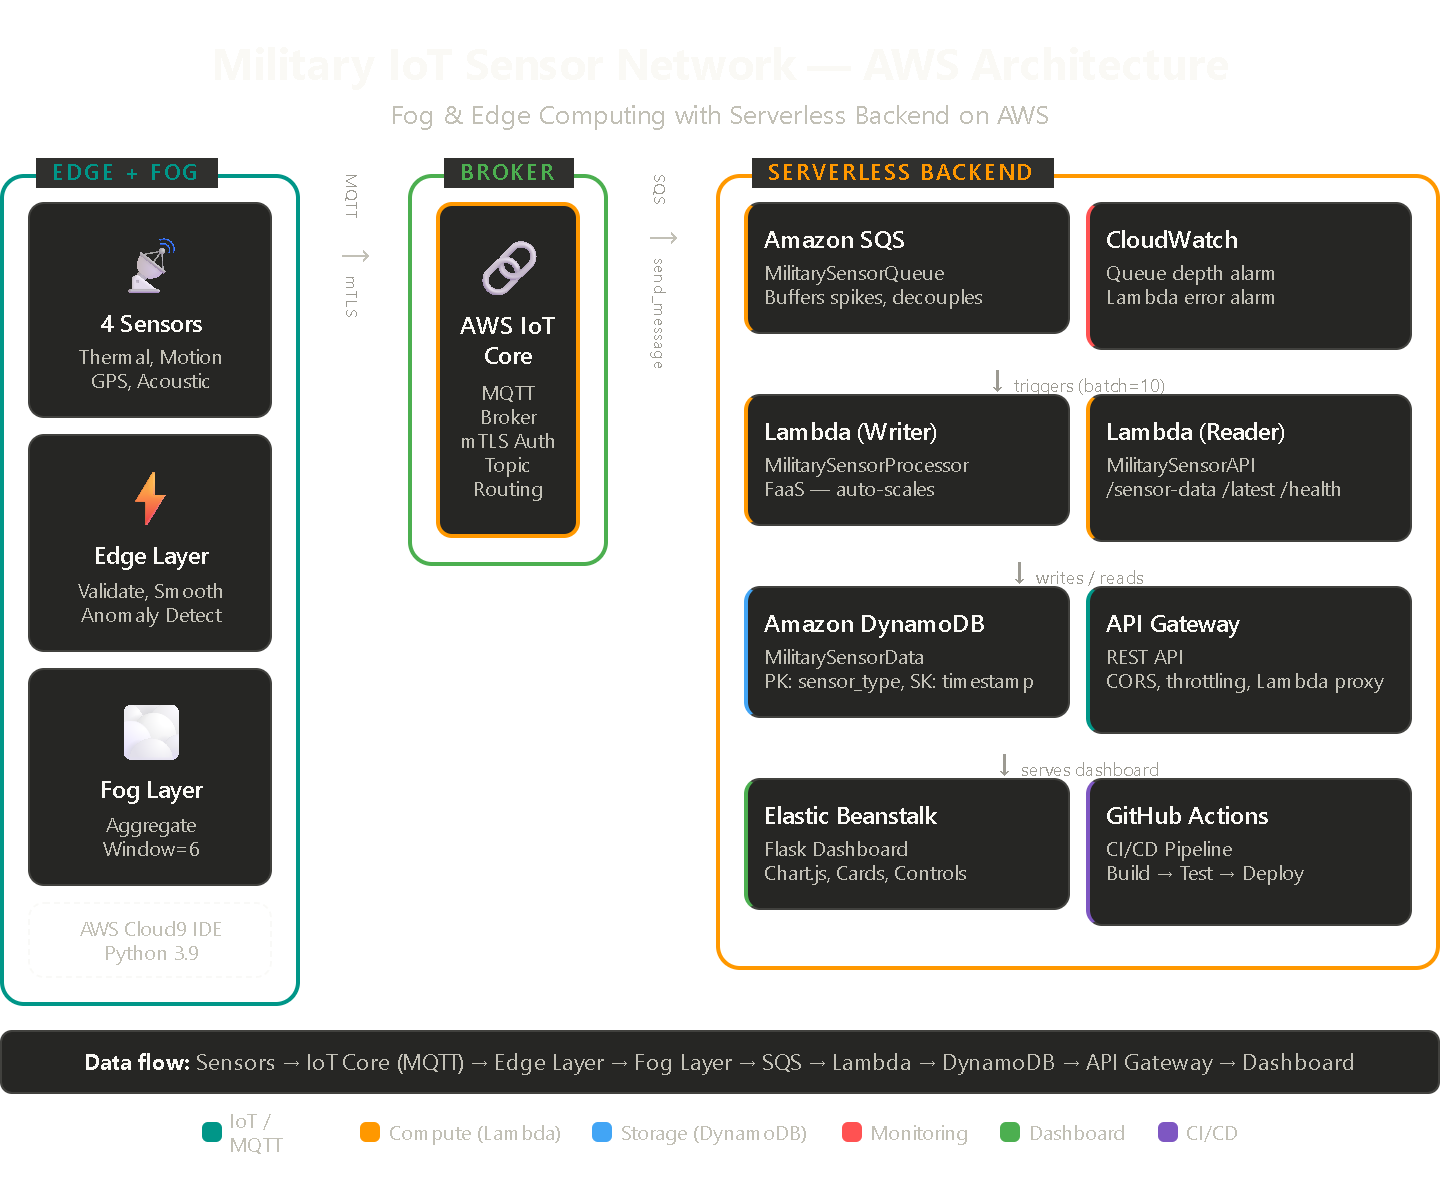 Military IoT Sensor Network — AWS Architecture
Fog & Edge Computing with Serverless Backend on AWS
EDGE + FOG
4 Sensors
Thermal, Motion
GPS, Acoustic
Edge Layer
Validate, Smooth
Anomaly Detect
Fog Layer
Aggregate
Window=6
AWS Cloud9 IDE
Python 3.9
MQTT
→
mTLS
BROKER
AWS IoT
Core
MQTT
Broker
mTLS Auth
Topic
Routing
SQS
→
send_message
SERVERLESS BACKEND
Amazon SQS
MilitarySensorQueue
Buffers spikes, decouples
CloudWatch
Queue depth alarm
Lambda error alarm
↓ triggers (batch=10)
Lambda (Writer)
MilitarySensorProcessor
FaaS — auto-scales
Lambda (Reader)
MilitarySensorAPI
/sensor-data /latest /health
↓ writes / reads
Amazon DynamoDB
MilitarySensorData
PK: sensor_type, SK: timestamp
API Gateway
REST API
CORS, throttling, Lambda proxy
↓ serves dashboard
Elastic Beanstalk
Flask Dashboard
Chart.js, Cards, Controls
GitHub Actions
CI/CD Pipeline
Build → Test → Deploy
Data flow: Sensors → IoT Core (MQTT) → Edge Layer → Fog Layer → SQS → Lambda → DynamoDB → API Gateway → Dashboard
IoT /
MQTT
Compute (Lambda)
Storage (DynamoDB)
Monitoring
Dashboard
CI/CD